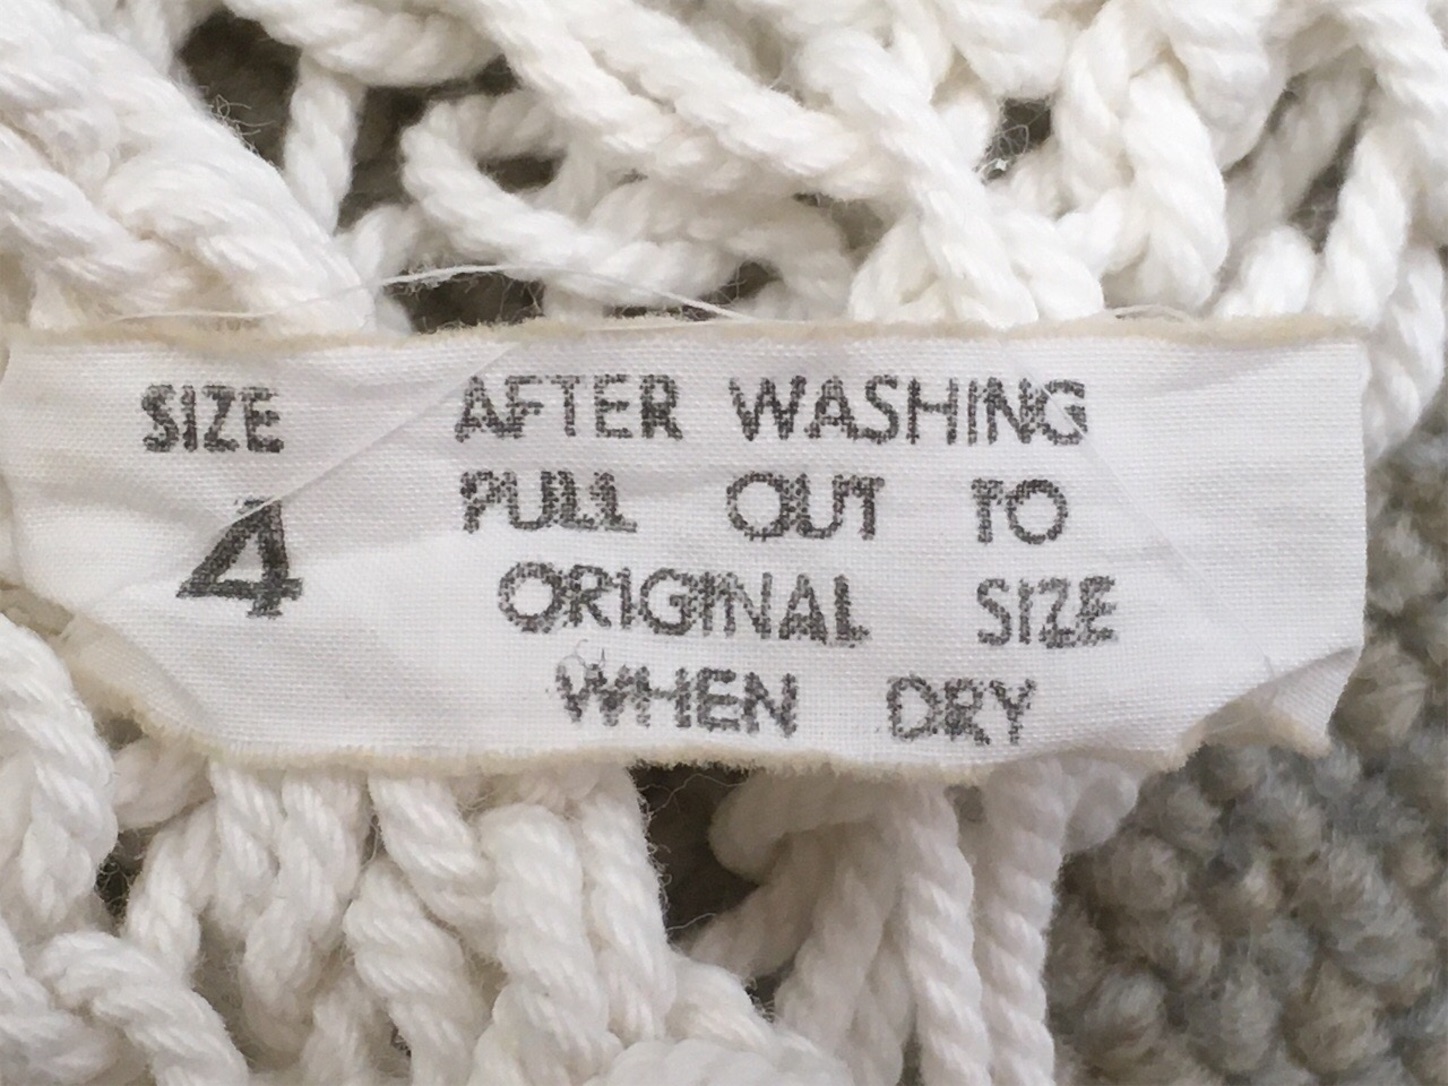 SIZE
4
AFTER WASHING
PULL OUT TO
ORIGINAL SIZE
WHEN DRY